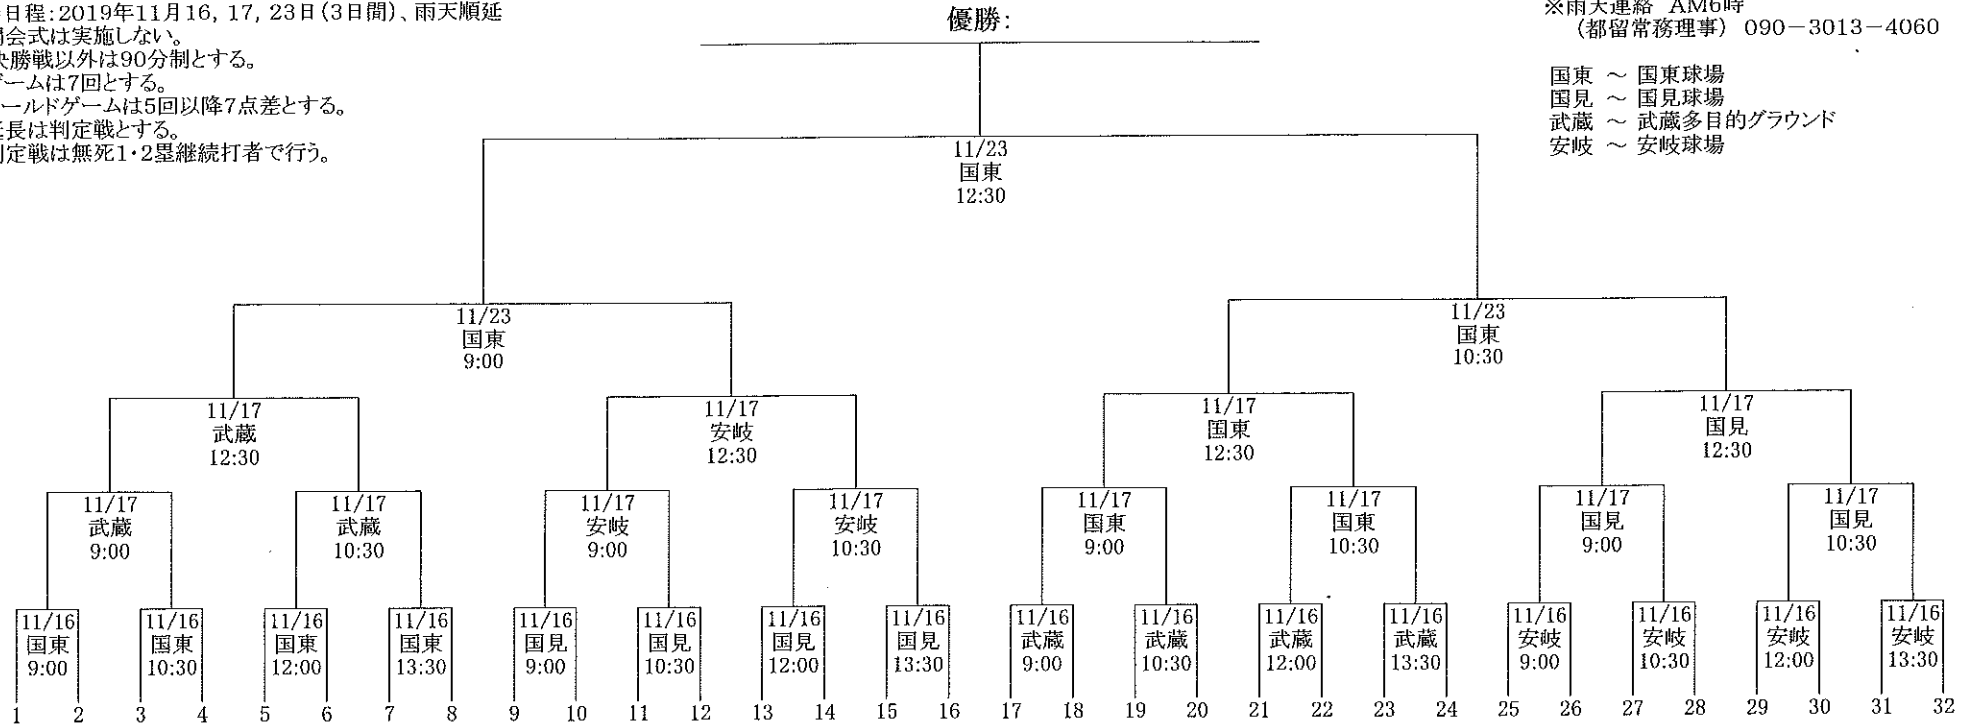 日程:2019年11月16, 17, 23日(3日間)、雨天順延
会式は実施しない。
決勝戦以外は90分制とする。
ゲームは7回とする。
ールドゲームは5回以降7点差とする。
延長は判定戦とする。
判定戦は無死1・2塁継続打者で行う。
優勝:
※雨天連絡 AM6時
(都留常務理事) 090-3013-4060
国東 ~ 国東球場
国見 ~ 国見球場
武蔵 ~ 武蔵多目的グラウンド
安岐 ~ 安岐球場
11/23
国東
12:30
11/23 11/23
国東 国東
9:00 10:30
11/17 11/17 11/17 11/17
武蔵 安岐 国東 国見
12:30 12:30 12:30 12:30
11/17 11/17 11/17 11/17 11/17 11/17 11/17 11/17
武蔵 武蔵 安岐 安岐 国東 国東 国見 国見
9:00 10:30 9:00 10:30 9:00 10:30 9:00 10:30
11/16 11/16 11/16 11/16 11/16 11/16 11/16 11/16 11/16 11/16 11/16 11/16 11/16 11/16 11/16 11/16
国東 国東 国東 国東 国見 国見 国見 国見 武蔵 武蔵 武蔵 武蔵 安岐 安岐 安岐 安岐
9:00 10:30 12:00 13:30 9:00 10:30 12:00 13:30 9:00 10:30 12:00 13:30 9:00 10:30 12:00 13:30
1 2 3 4 5 6 7 8 9 10 11 12 13 14 15 16 17 18 19 20 21 22 23 24 25 26 27 28 29 30 31 32